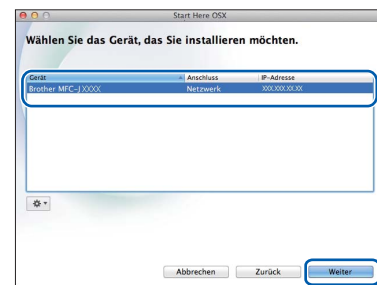 Start Here OSX
Wählen Sie das Gerät, das Sie installieren möchten.
Gerät Anschluss IP-Adresse
Brother MFC-J XXXX Netzwerk XXX.XXX.XX.XX
Abbrechen Zurück Weiter